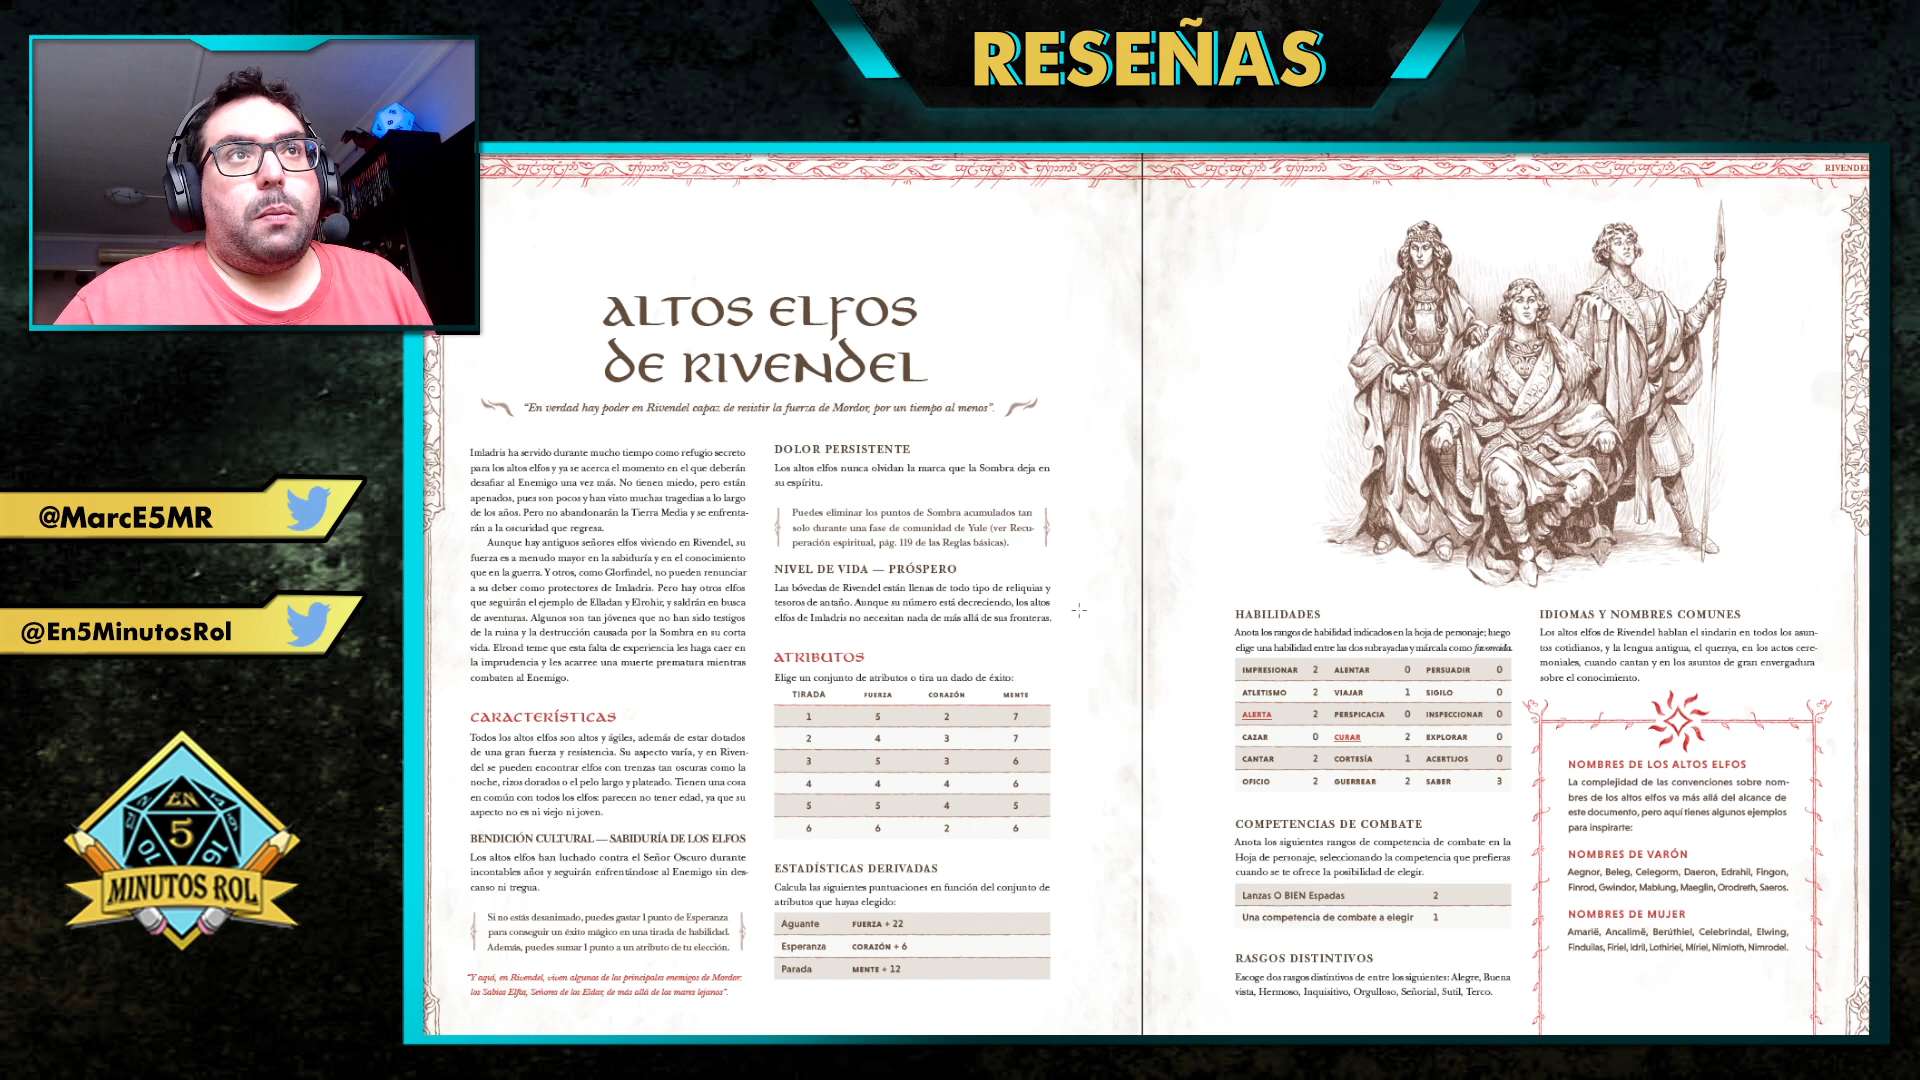 RESEÑAS
@MarcE5MR
@En5MinutosRol
EN
5
MINUTOS ROL
RIVENDEL
ALTOS ELFOS
DE RIVENDEL
“En verdad hay poder en Rivendel capaz de resistir la fuerza de Mordor, por un tiempo al menos”.
Imladris ha servido durante mucho tiempo como refugio secreto
para los altos elfos y ya se acerca el momento en el que deberán
desafiar al Enemigo una vez más. No tienen miedo, pero están
apenados, pues son pocos y han visto muchas tragedias a lo largo
de los años. Pero no abandonarán la Tierra Media y se enfrenta-
rán a la oscuridad que regresa.
Aunque hay antiguos señores elfos viviendo en Rivendel, su
fuerza es a menudo mayor en la sabiduría y en el conocimiento
que en la guerra. Y otros, como Glorfindel, no pueden renunciar
a su deber como protectores de Imladris. Pero hay otros elfos
que seguirán el ejemplo de Elladan y Elrohir, y saldrán en busca
de aventuras. Algunos son tan jóvenes que no han sido testigos
de la ruina y la destrucción causada por la Sombra en su corta
vida. Elrond teme que esta falta de experiencia les haga caer en
la imprudencia y les acarree una muerte prematura mientras
combaten al Enemigo.
CARACTERÍSTICAS
Todos los altos elfos son altos y ágiles, además de estar dotados
de una gran fuerza y resistencia. Su aspecto varía, y en Riven-
del se pueden encontrar elfos con trenzas tan oscuras como la
noche, rizos dorados o el pelo largo y plateado. Tienen una cosa
en común con todos los elfos: parecen no tener edad, ya que su
aspecto no es ni viejo ni joven.
BENDICIÓN CULTURAL — SABIDURÍA DE LOS ELFOS
Los altos elfos han luchado contra el Señor Oscuro durante
incontables años y seguirán enfrentándose al Enemigo sin des-
canso ni tregua.
Si no estás desanimado, puedes gastar 1 punto de Esperanza
para conseguir un éxito mágico en una tirada de habilidad.
Además, puedes sumar 1 punto a un atributo de tu elección.
“Y aquí, en Rivendel, viven algunos de los principales enemigos de Mordor:
los Sabios Elfos, Señores de los Eldar, de más allá de los mares lejanos”.
DOLOR PERSISTENTE
Los altos elfos nunca olvidan la marca que la Sombra deja en
su espíritu.
Puedes eliminar los puntos de Sombra acumulados tan
solo durante una fase de comunidad de Yule (ver Recu-
peración espiritual, pág. 119 de las Reglas básicas).
NIVEL DE VIDA — PRÓSPERO
Las bóvedas de Rivendel están llenas de todo tipo de reliquias y
tesoros de antaño. Aunque su número está decreciendo, los altos
elfos de Imladris no necesitan nada de más allá de sus fronteras.
ATRIBUTOS
Elige un conjunto de atributos o tira un dado de éxito:
TIRADA FUERZA CORAZÓN MENTE
1 5 2 7
2 4 3 7
3 5 3 6
4 4 4 6
5 5 4 5
6 6 2 6
ESTADÍSTICAS DERIVADAS
Calcula las siguientes puntuaciones en función del conjunto de
atributos que hayas elegido:
Aguante FUERZA + 22
Esperanza CORAZÓN + 6
Parada MENTE + 12
HABILIDADES
Anota los rangos de habilidad indicados en la hoja de personaje; luego
elige una habilidad entre las dos subrayadas y márcala como favorecida.
IMPRESIONAR 2 ALENTAR 0 PERSUADIR 0
ATLETISMO 2 VIAJAR 1 SIGILO 0
ALERTA 2 PERSPICACIA 0 INSPECCIONAR 0
CAZAR 0 CURAR 2 EXPLORAR 0
CANTAR 2 CORTESÍA 1 ACERTIJOS 0
OFICIO 2 GUERREAR 2 SABER 3
COMPETENCIAS DE COMBATE
Anota los siguientes rangos de competencia de combate en la
Hoja de personaje, seleccionando la competencia que prefieras
cuando se te ofrece la posibilidad de elegir.
Lanzas O BIEN Espadas 2
Una competencia de combate a elegir 1
RASGOS DISTINTIVOS
Escoge dos rasgos distintivos de entre los siguientes: Alegre, Buena
vista, Hermoso, Inquisitivo, Orgulloso, Señorial, Sutil, Terco.
IDIOMAS Y NOMBRES COMUNES
Los altos elfos de Rivendel hablan el sindarin en todos los asun-
tos cotidianos, y la lengua antigua, el quenya, en los actos cere-
moniales, cuando cantan y en los asuntos de gran envergadura
sobre el conocimiento.
NOMBRES DE LOS ALTOS ELFOS
La complejidad de las convenciones sobre nom-
bres de los altos elfos va más allá del alcance de
este documento, pero aquí tienes algunos ejemplos
para inspirarte:
NOMBRES DE VARÓN
Aegnor, Beleg, Celegorm, Daeron, Edrahil, Fingon,
Finrod, Gwindor, Mablung, Maeglin, Orodreth, Saeros.
NOMBRES DE MUJER
Amarië, Ancalimë, Berúthiel, Celebrindal, Elwing,
Finduilas, Firiel, Idril, Lothiriel, Míriel, Nimloth, Nimrodel.